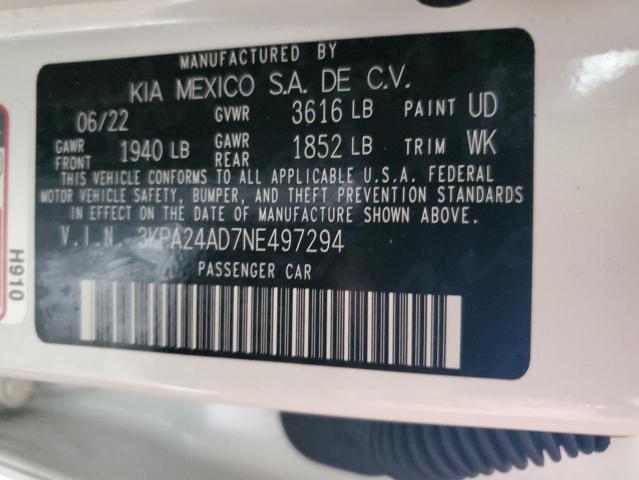 MANUFACTURED BY
KIA MEXICO S.A. DE C.V.
06/22 GVWR 3616 LB PAINT UD
GAWR FRONT 1940 LB GAWR REAR 1852 LB TRIM WK
THIS VEHICLE CONFORMS TO ALL APPLICABLE U.S.A. FEDERAL
MOTOR VEHICLE SAFETY, BUMPER, AND THEFT PREVENTION STANDARDS
IN EFFECT ON THE DATE OF MANUFACTURE SHOWN ABOVE.
V.I.N. 3KPA24AD7NE497294
PASSENGER CAR
H910